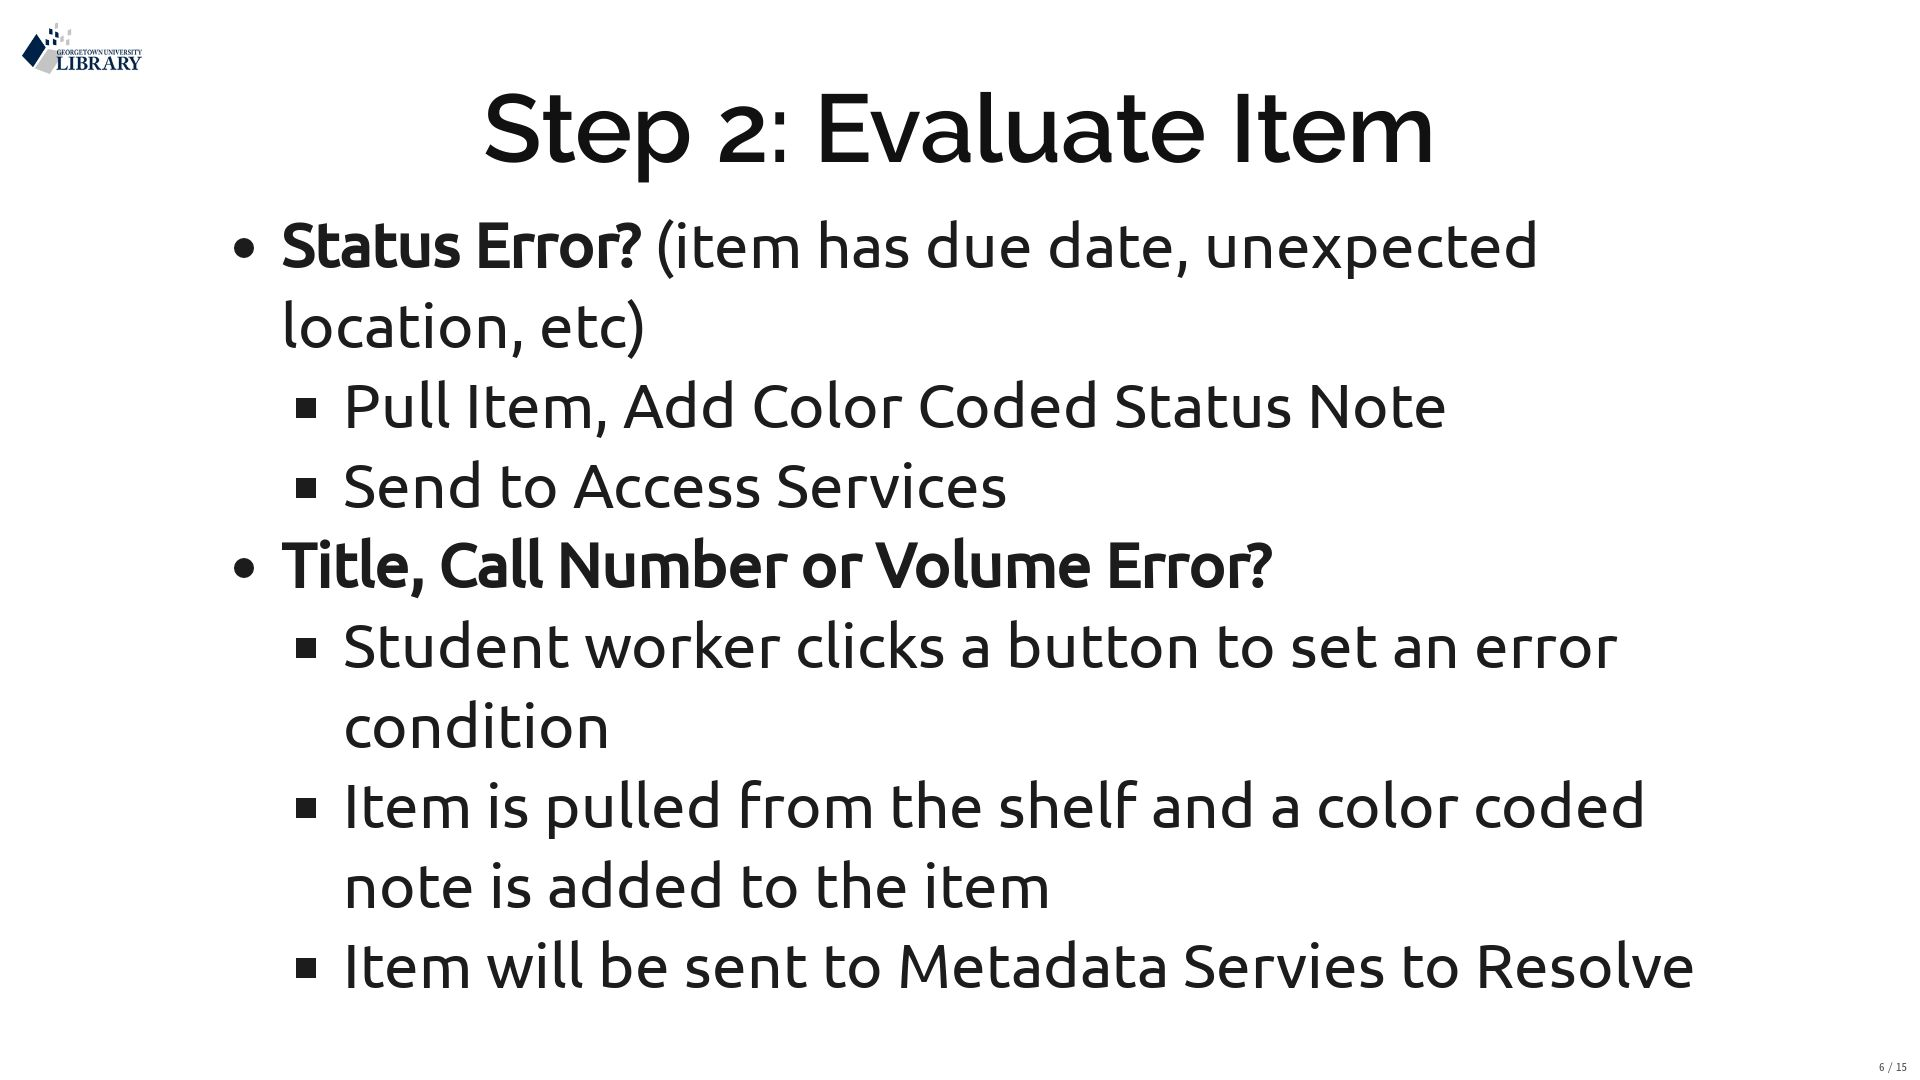 GEORGETOWN UNIVERSITY
LIBRARY
Step 2: Evaluate Item
• Status Error? (item has due date, unexpected
location, etc)
▪ Pull Item, Add Color Coded Status Note
▪ Send to Access Services
• Title, Call Number or Volume Error?
▪ Student worker clicks a button to set an error
condition
▪ Item is pulled from the shelf and a color coded
note is added to the item
▪ Item will be sent to Metadata Servies to Resolve
6 / 15